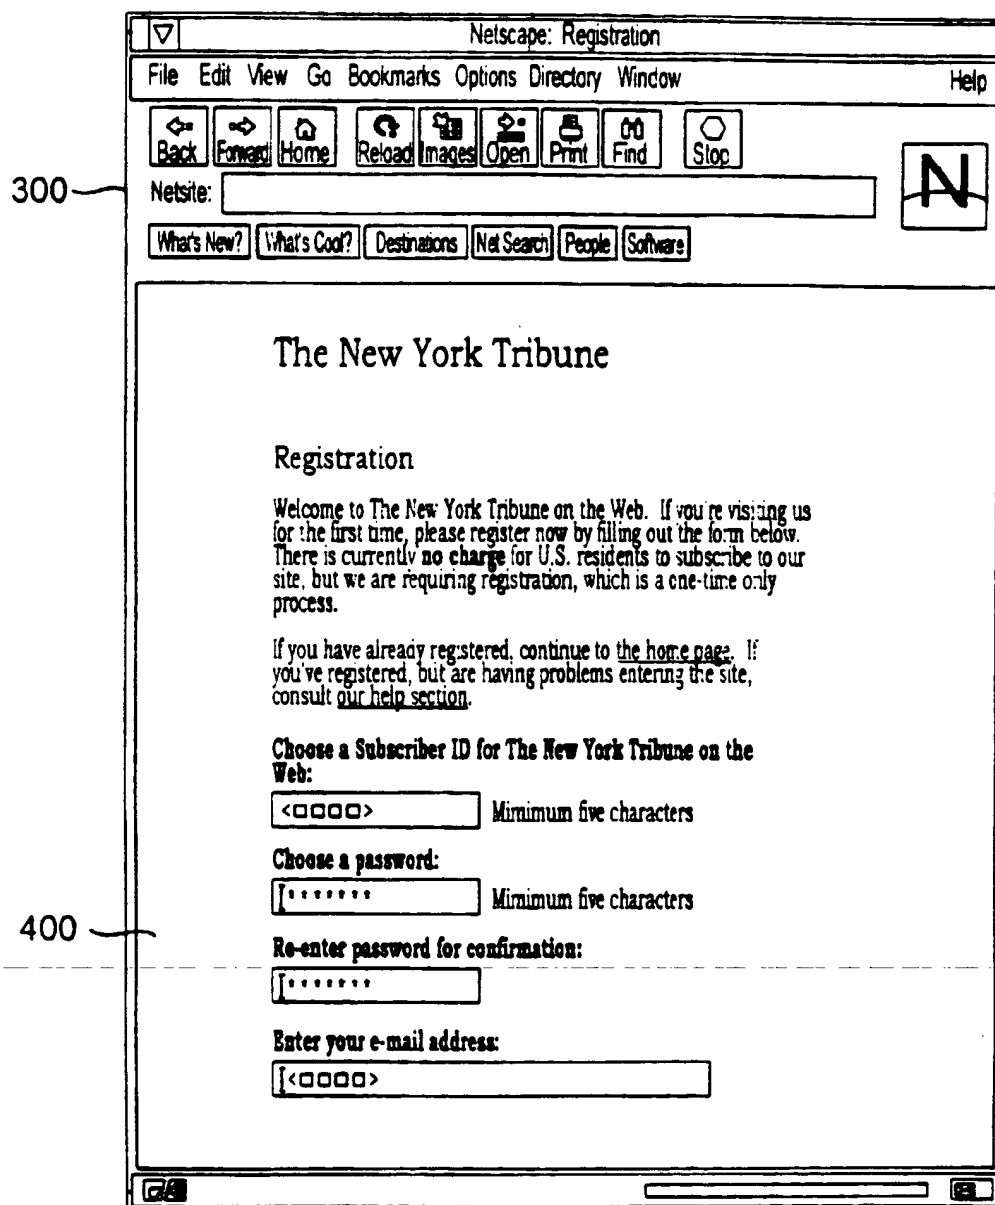 Netscape: Registration
File Edit View Go Bookmarks Options Directory Window Help
Back Forward Home Reload Images Open Print Find Stop
N
300
Netsite:
What's New? What's Cool? Destinations Net Search People Software
The New York Tribune
Registration
Welcome to The New York Tribune on the Web. If you're visiting us
for the first time, please register now by filling out the form below.
There is currently no charge for U.S. residents to subscribe to our
site, but we are requiring registration, which is a one-time only
process.
If you have already registered, continue to the home page. If
you've registered, but are having problems entering the site,
consult our help section.
Choose a Subscriber ID for The New York Tribune on the
Web:
<□□□□> Minimum five characters
Choose a password:
******* Minimum five characters
400
Re-enter password for confirmation:
*******
Enter your e-mail address:
<□□□□>